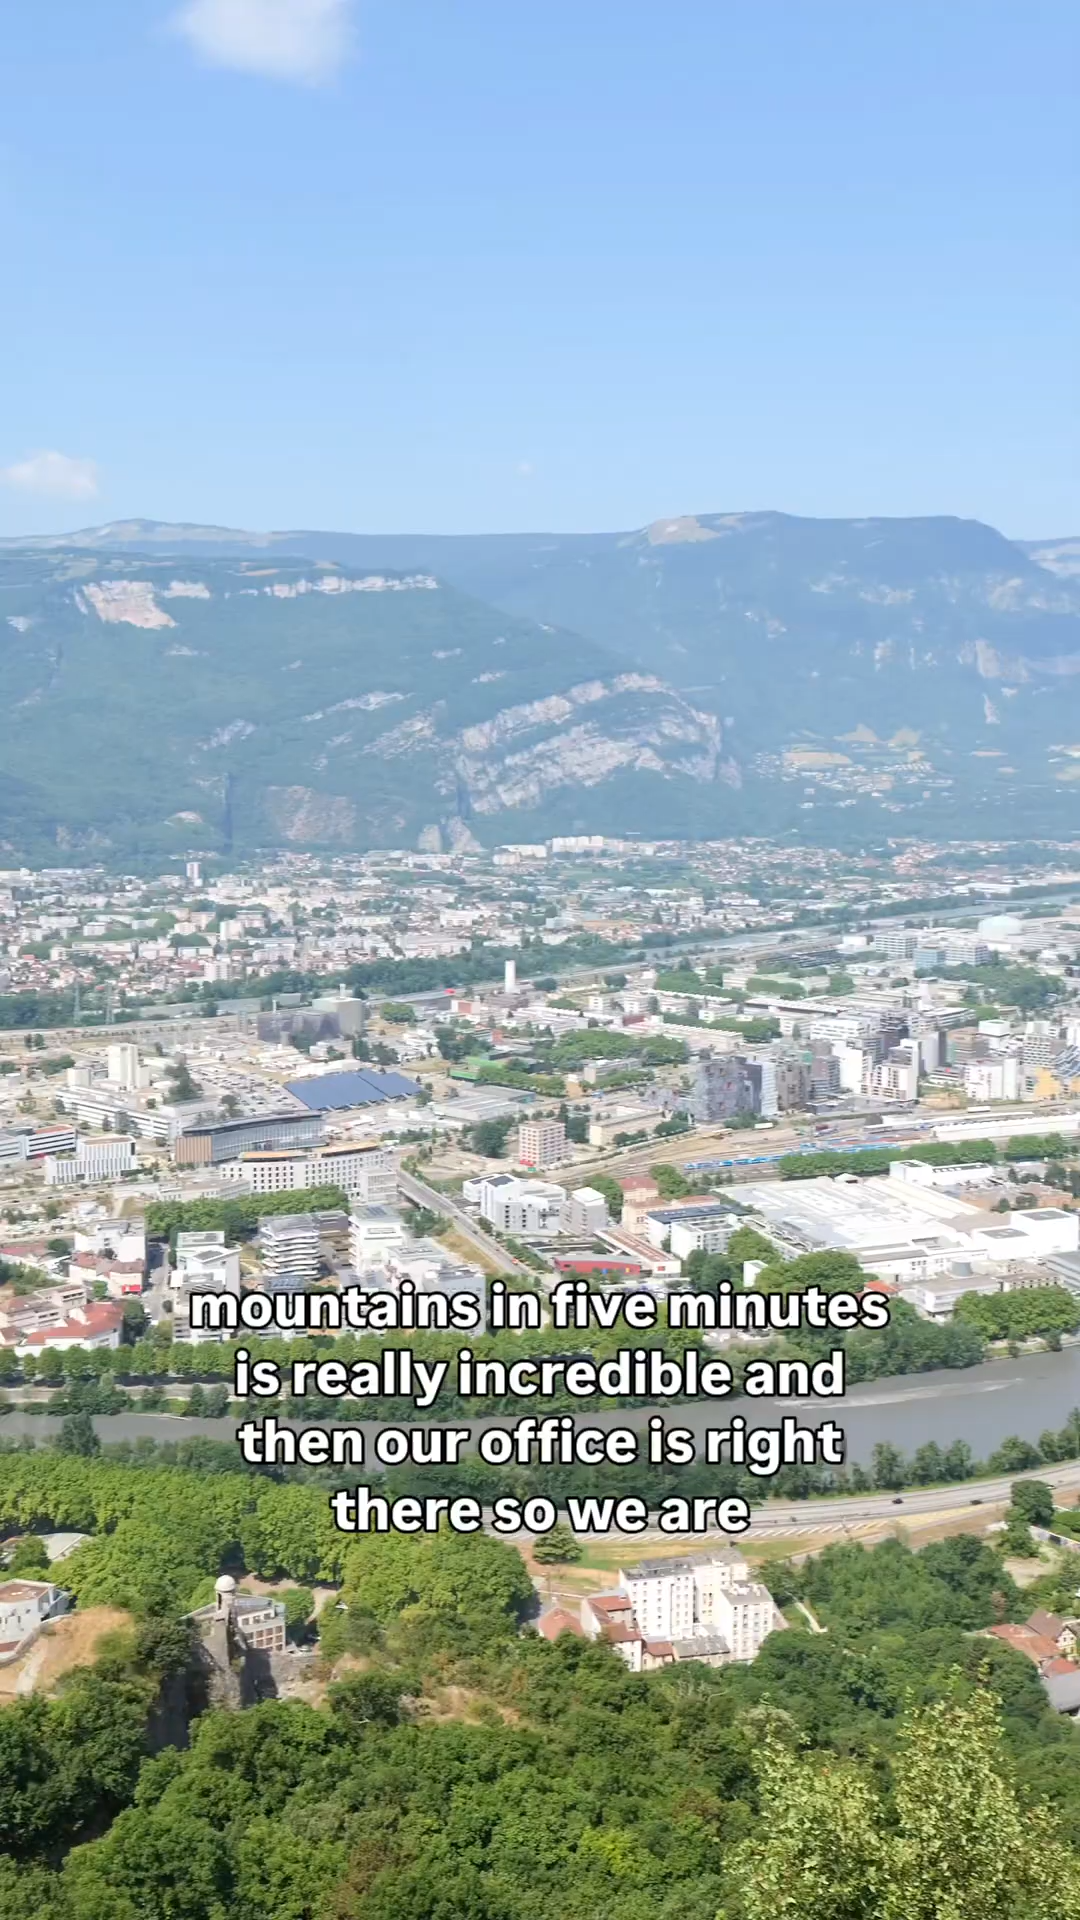 mountains in five minutes
is really incredible and
then our office is right
there so we are